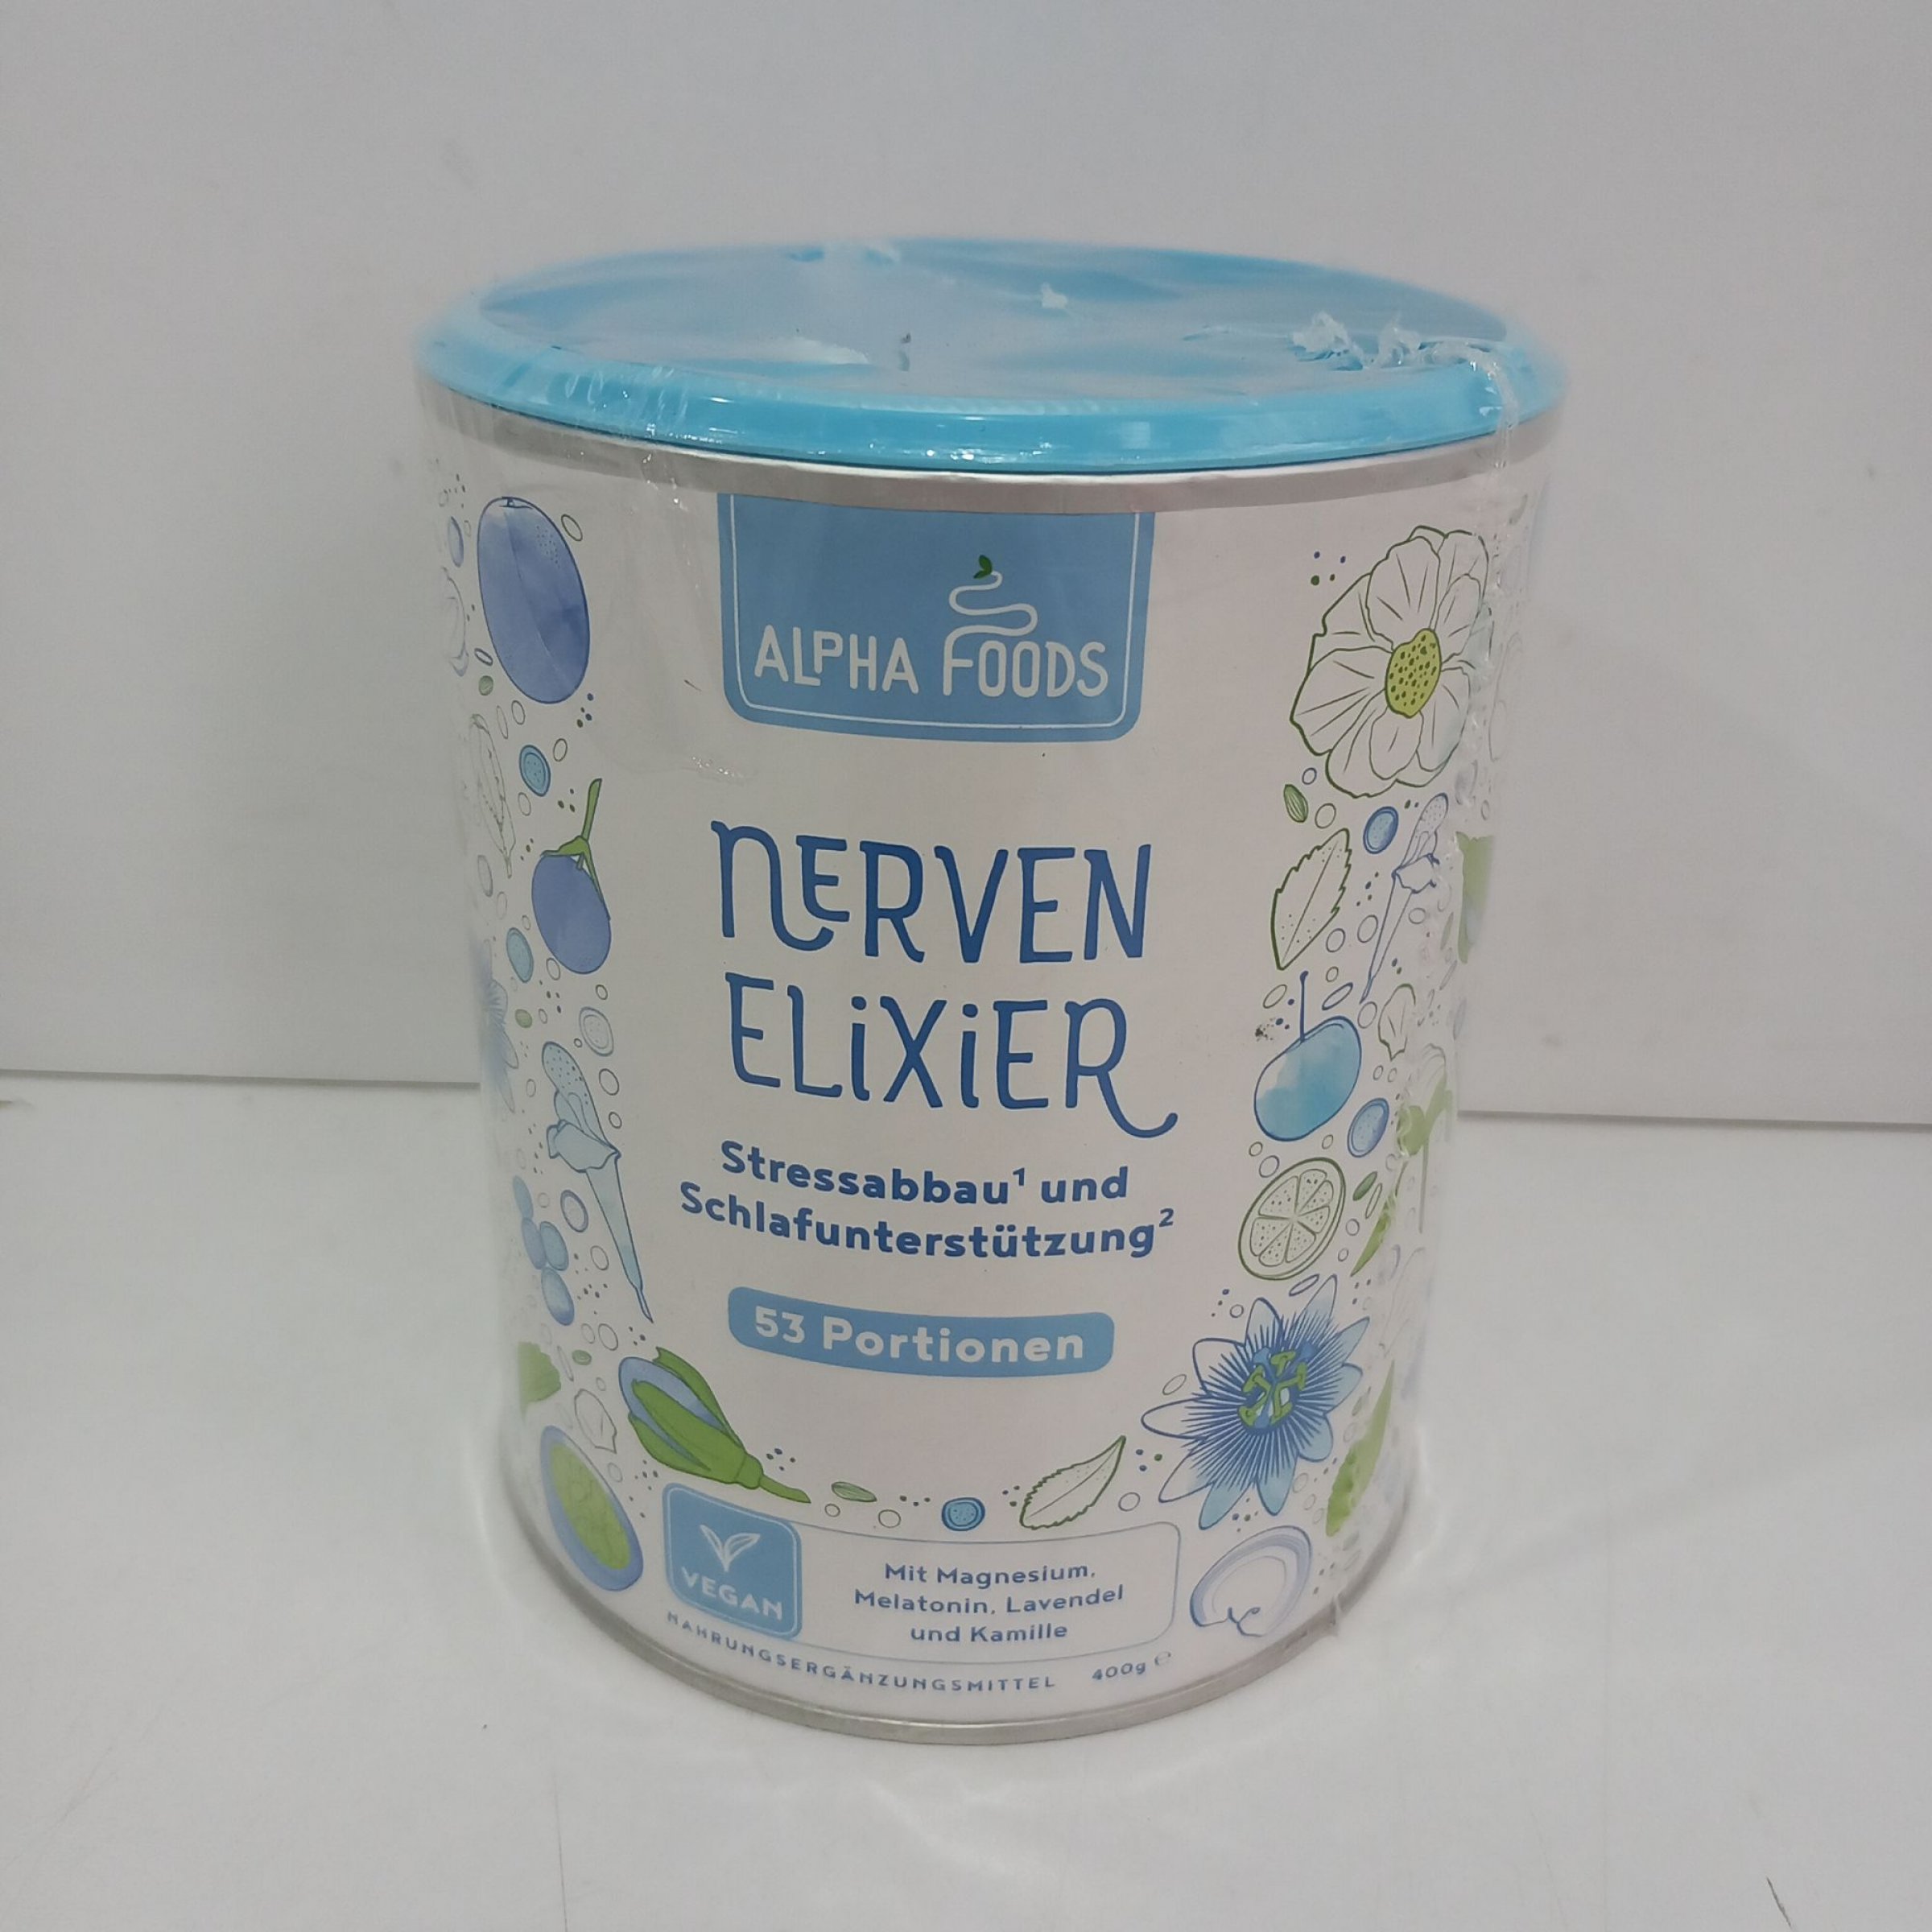 ALPHA FOODS
NERVEN
ELiXiER
Stressabbau¹ und
Schlafunterstützung²
53 Portionen
VEGAN
Mit Magnesium,
Melatonin, Lavendel
und Kamille
NAHRUNGSERGÄNZUNGSMITTEL 400g ℮